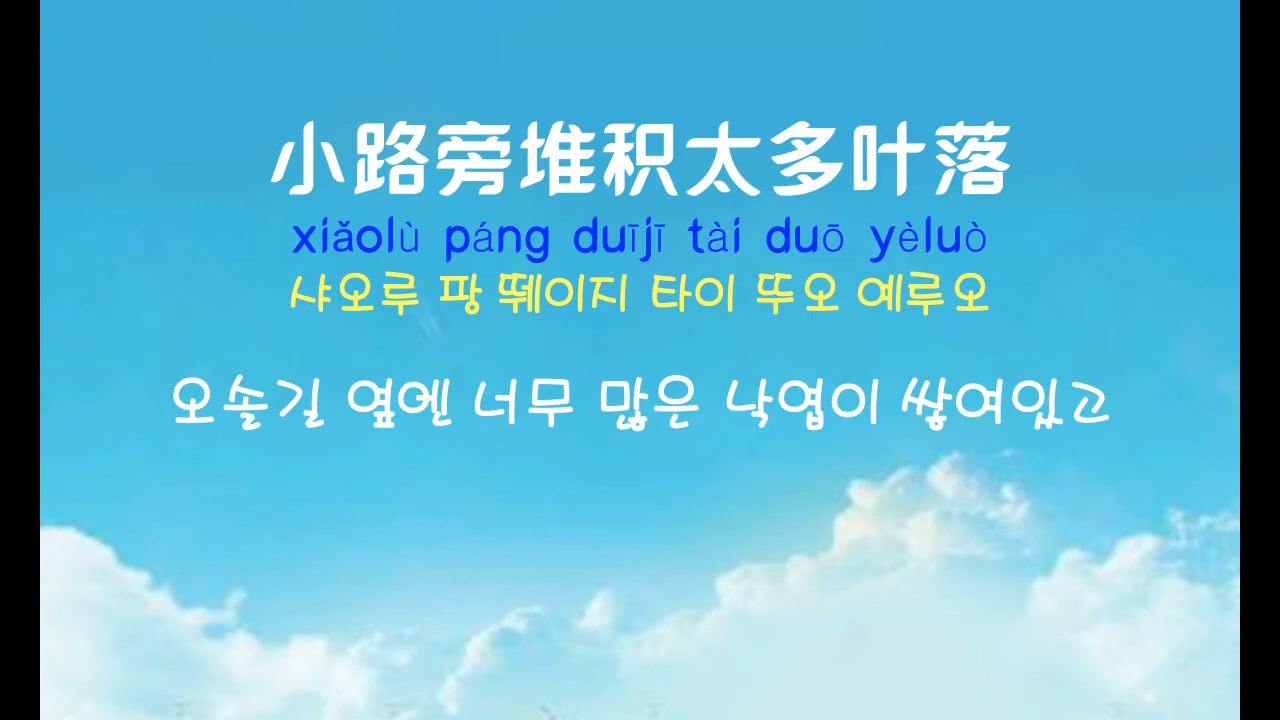 小路旁堆积太多叶落
xiǎolù páng duījī tài duō yèluò
샤오루 팡 뛔이지 타이 뚜오 예루오
오솔길 옆엔 너무 많은 낙엽이 쌓여있고